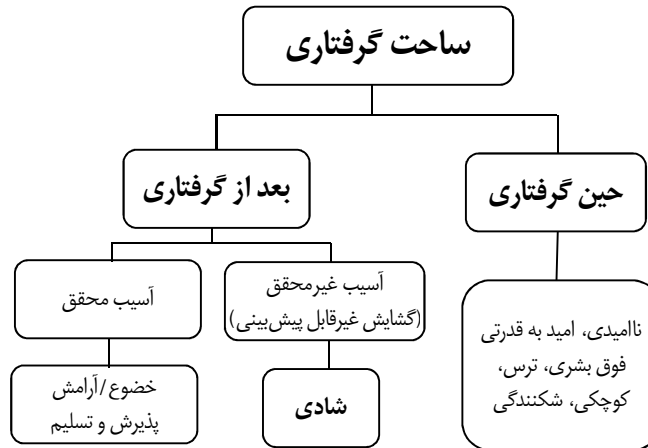 ساحت گرفتاری
حین گرفتاری
بعد از گرفتاری
ناامیدی، امید به قدرتی
فوق بشری، ترس،
کوچکی، شکنندگی
آسیب غیرمحقق
(گشایش غیرقابل پیش‌بینی)
آسیب محقق
شادی
خضوع/آرامش
پذیرش و تسلیم